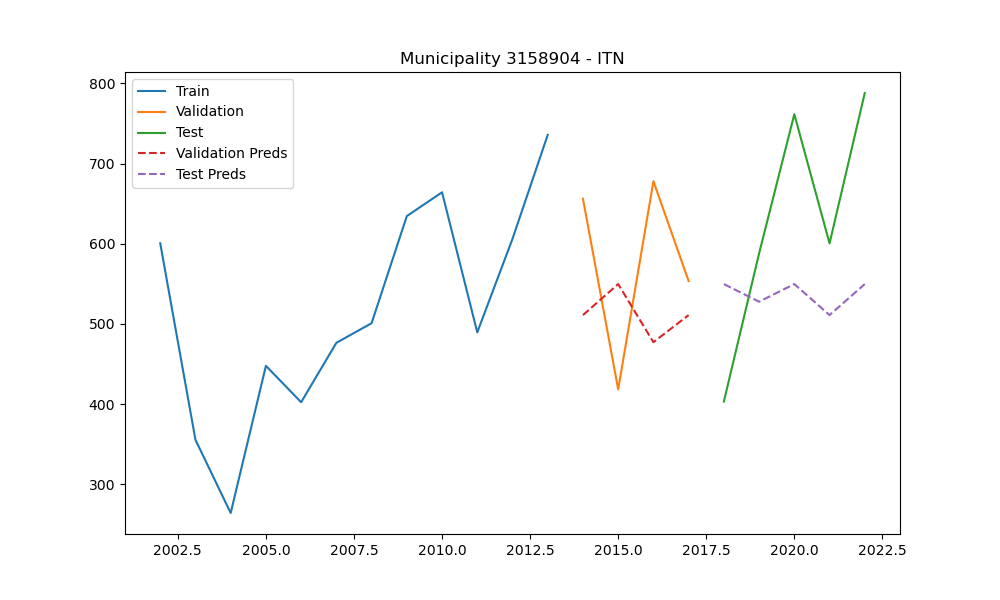 Municipality 3158904 - ITN
Train
Validation
Test
Validation Preds
Test Preds
800
700
600
500
400
300
2002.5 2005.0 2007.5 2010.0 2012.5 2015.0 2017.5 2020.0 2022.5